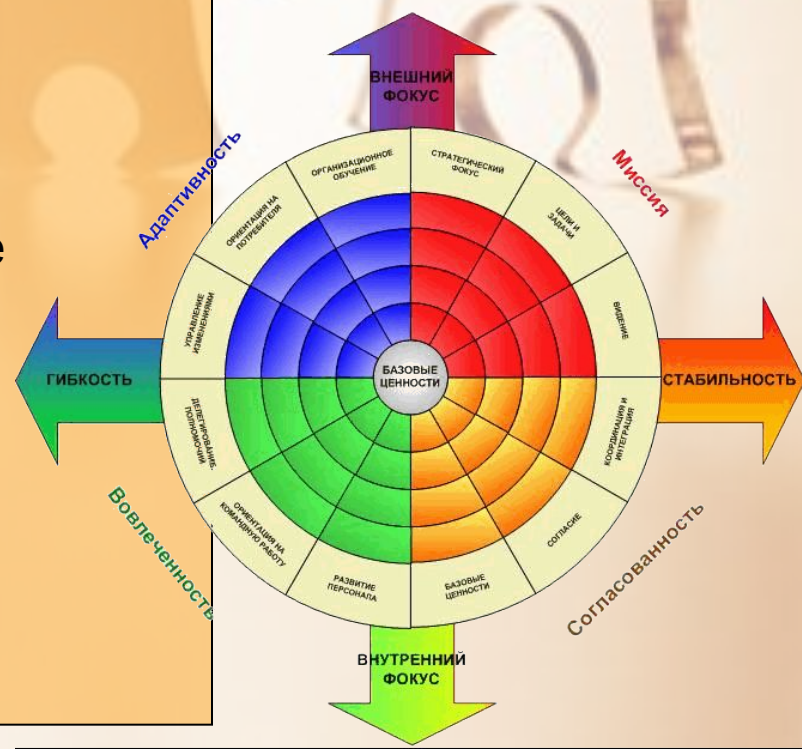 ВНЕШНИЙ
ФОКУС
Адаптивность
Миссия
ОРГАНИЗАЦИОННОЕ
ОБУЧЕНИЕ
СТРАТЕГИЧЕСКИЙ
ФОКУС
ОРИЕНТАЦИЯ НА
ПОТРЕБИТЕЛЯ
ЦЕЛИ И
ЗАДАЧИ
е
УПРАВЛЕНИЕ
ИЗМЕНЕНИЯМИ
ВИДЕНИЕ
ГИБКОСТЬ
БАЗОВЫЕ
ЦЕННОСТИ
СТАБИЛЬНОСТЬ
ДЕЛЕГИРОВАНИЕ
ПОЛНОМОЧИЙ
КООРДИНАЦИЯ И
ИНТЕГРАЦИЯ
ОРИЕНТАЦИЯ НА
КОМАНДНУЮ РАБОТУ
СОГЛАСИЕ
РАЗВИТИЕ
ПЕРСОНАЛА
БАЗОВЫЕ
ЦЕННОСТИ
Вовлеченность
Согласованность
ВНУТРЕННИЙ
ФОКУС